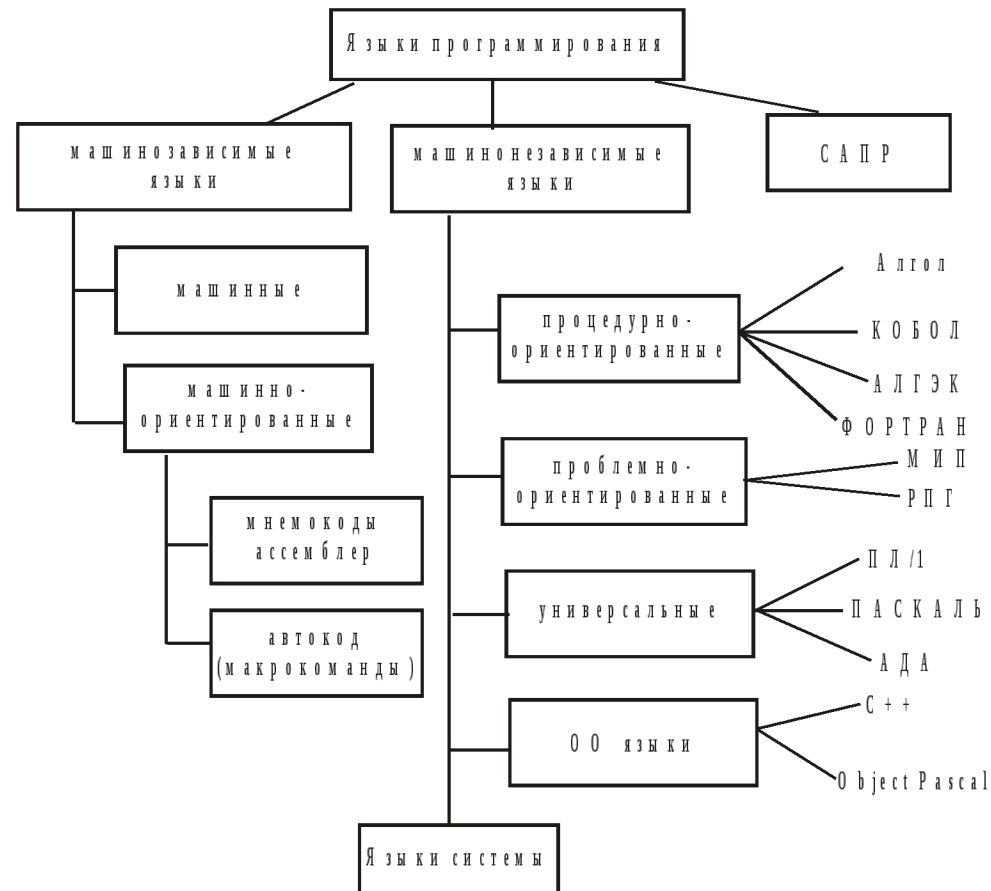 Языки программирования
машинозависимые
языки
машинонезависимые
языки
САПР
машинные
машинно-
ориентированные
мнемокоды
ассемблер
автокод
(макрокоманды)
процедурно-
ориентированные
Алгол
КОБОЛ
АЛГЭК
ФОРТРАН
проблемно-
ориентированные
МИП
РПГ
универсальные
ПЛ/1
ПАСКАЛЬ
АДА
ОО языки
С++
Object Pascal
Языки системы